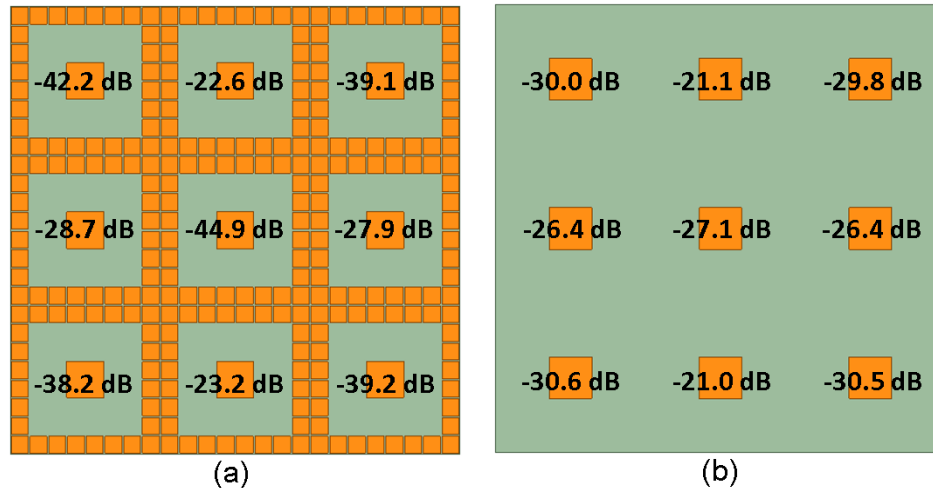 -42.2 dB -22.6 dB -39.1 dB
-28.7 dB -44.9 dB -27.9 dB
-38.2 dB -23.2 dB -39.2 dB
(a)
-30.0 dB -21.1 dB -29.8 dB
-26.4 dB -27.1 dB -26.4 dB
-30.6 dB -21.0 dB -30.5 dB
(b)